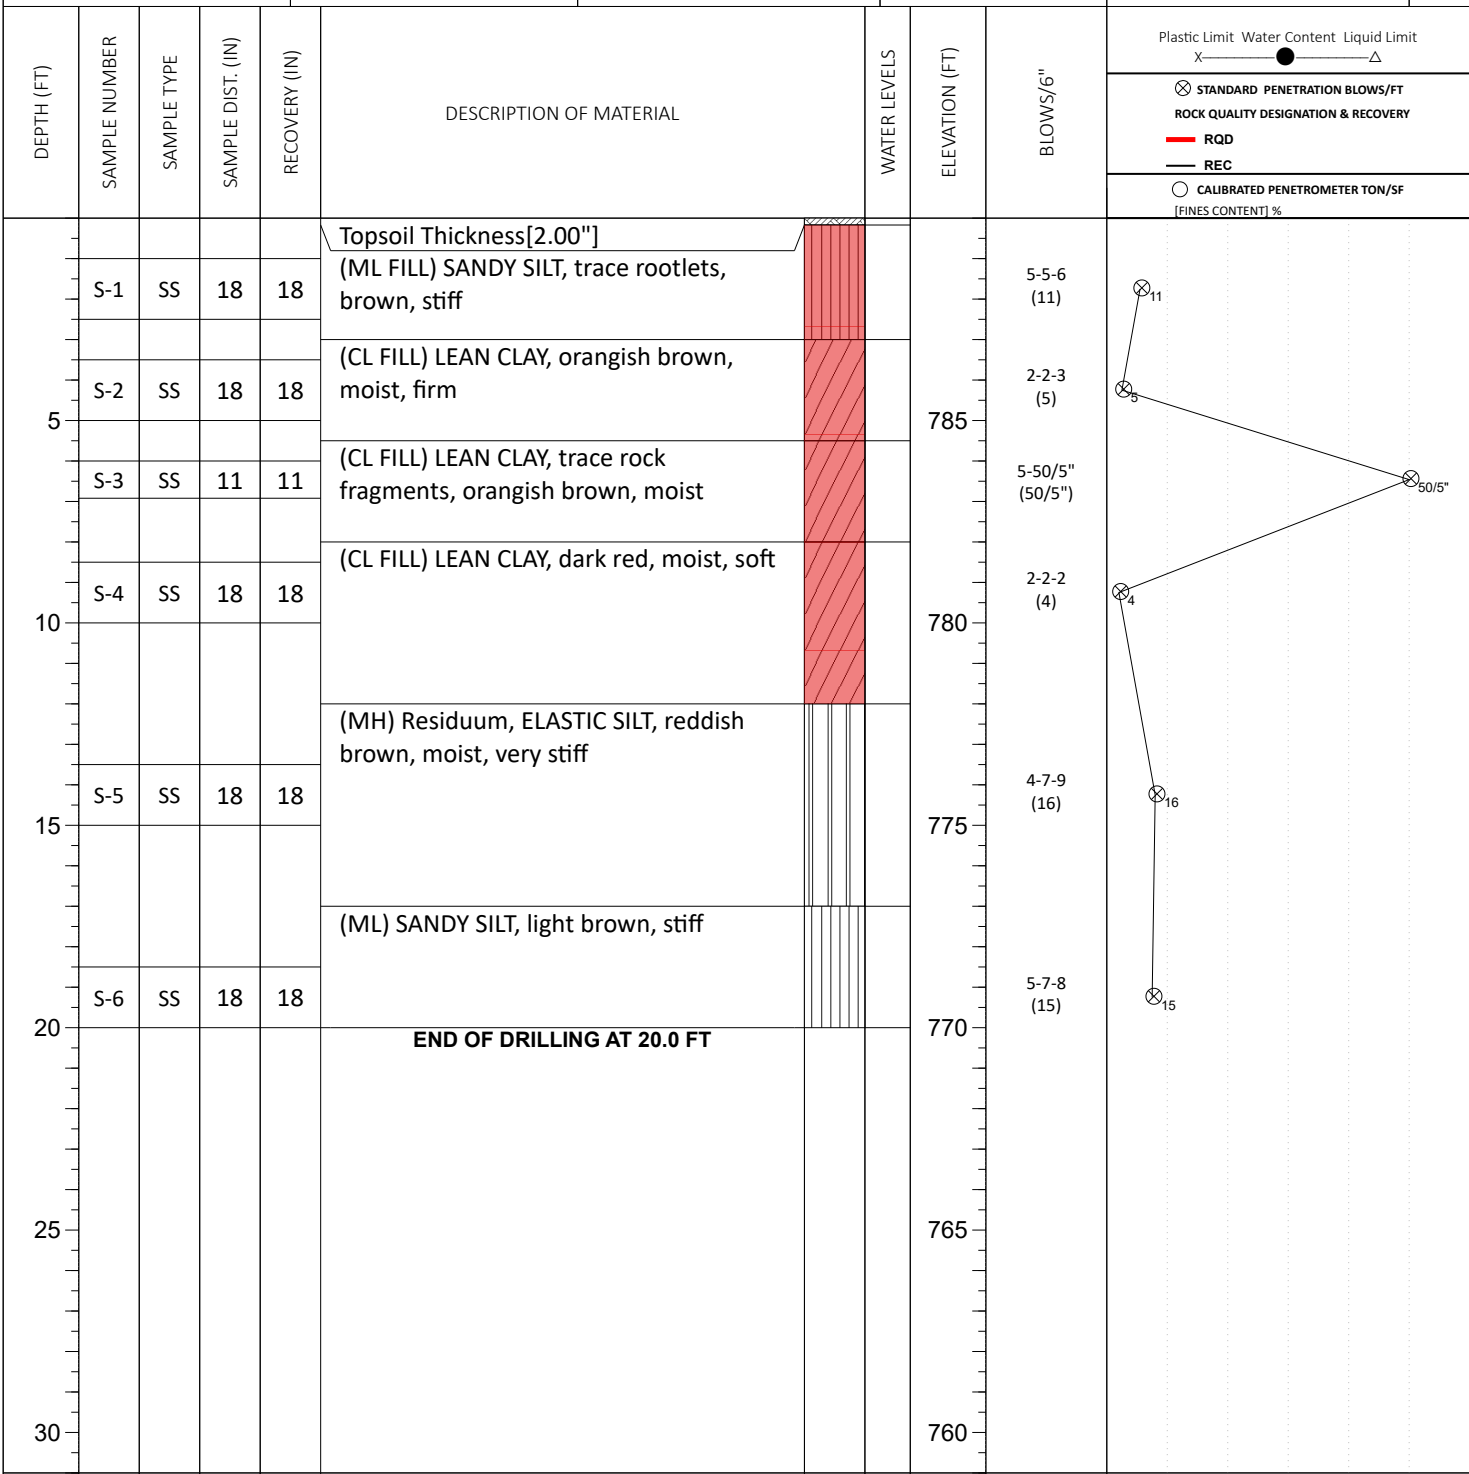 DEPTH (FT)
SAMPLE NUMBER
SAMPLE TYPE
SAMPLE DIST. (IN)
RECOVERY (IN)
DESCRIPTION OF MATERIAL
WATER LEVELS
ELEVATION (FT)
BLOWS/6"
Plastic Limit Water Content Liquid Limit
X
STANDARD PENETRATION BLOWS/FT
ROCK QUALITY DESIGNATION & RECOVERY
RQD
REC
CALIBRATED PENETROMETER TON/SF
[FINES CONTENT] %
Topsoil Thickness[2.00"]
(ML FILL) SANDY SILT, trace rootlets,
brown, stiff
S-1 SS 18 18
5-5-6
(11)
11
(CL FILL) LEAN CLAY, orangish brown,
moist, firm
S-2 SS 18 18
2-2-3
(5)
5
5
785
(CL FILL) LEAN CLAY, trace rock
fragments, orangish brown, moist
S-3 SS 11 11
5-50/5"
(50/5")
50/5"
(CL FILL) LEAN CLAY, dark red, moist, soft
S-4 SS 18 18
2-2-2
(4)
4
10
780
(MH) Residuum, ELASTIC SILT, reddish
brown, moist, very stiff
S-5 SS 18 18
4-7-9
(16)
16
15
775
(ML) SANDY SILT, light brown, stiff
S-6 SS 18 18
5-7-8
(15)
15
20
770
END OF DRILLING AT 20.0 FT
25
765
30
760